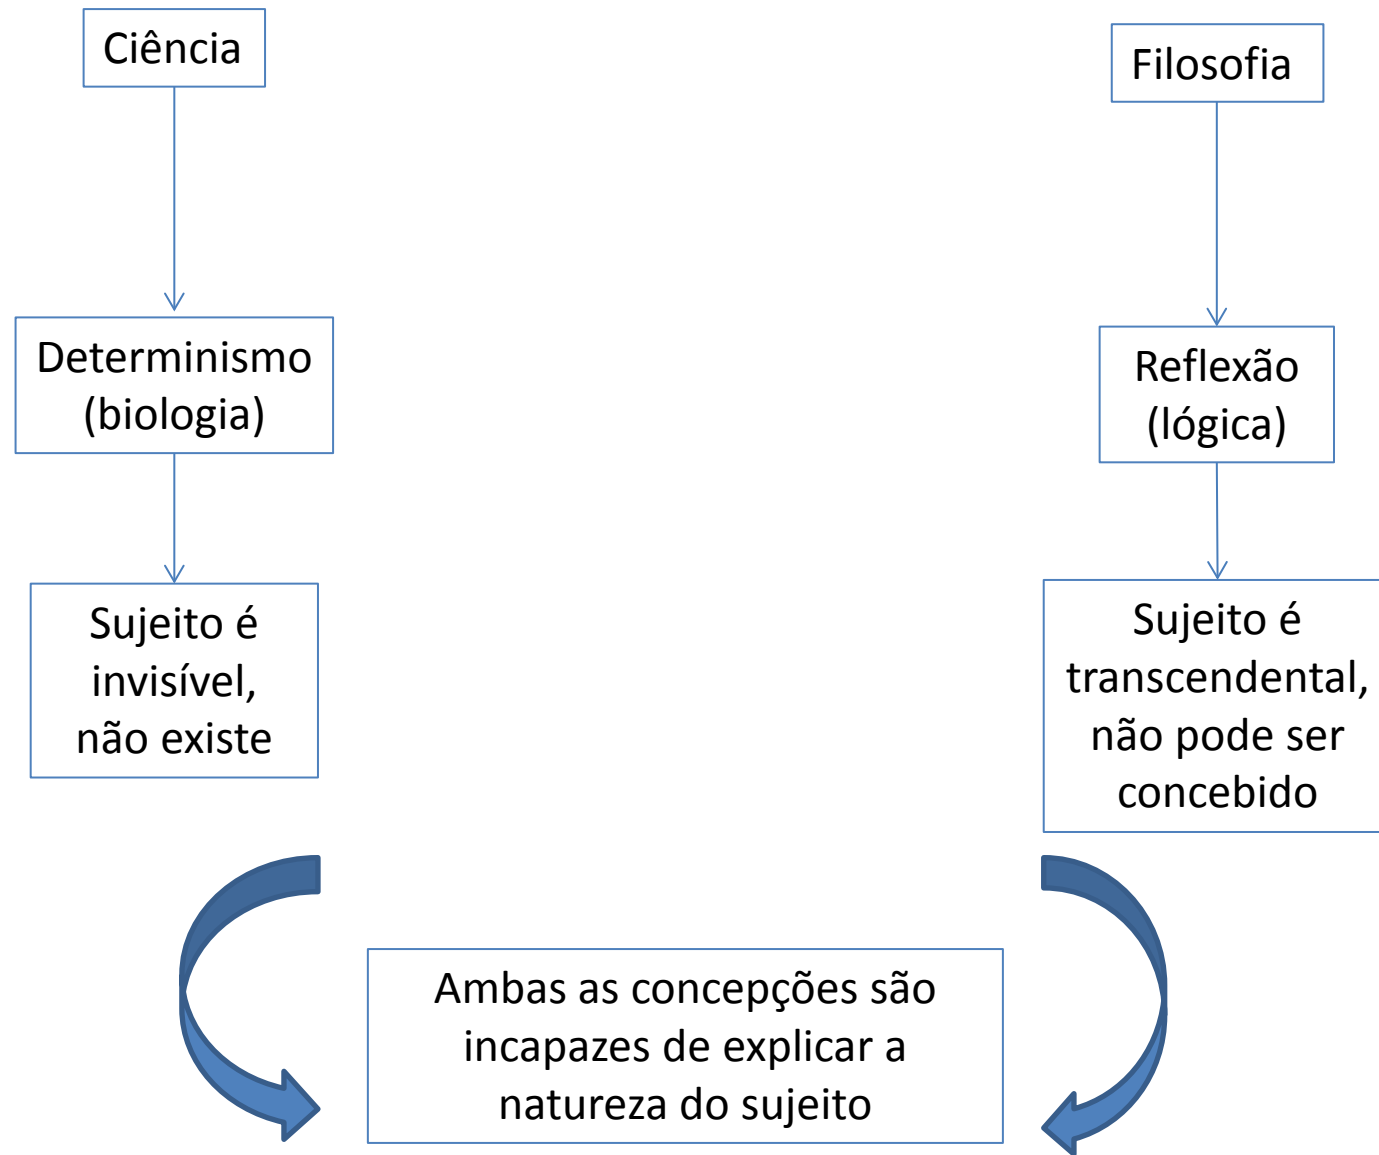 Ciência
Filosofia
Determinismo
(biologia)
Reflexão
(lógica)
Sujeito é
invisível,
não existe
Sujeito é
transcendental,
não pode ser
concebido
Ambas as concepções são
incapazes de explicar a
natureza do sujeito